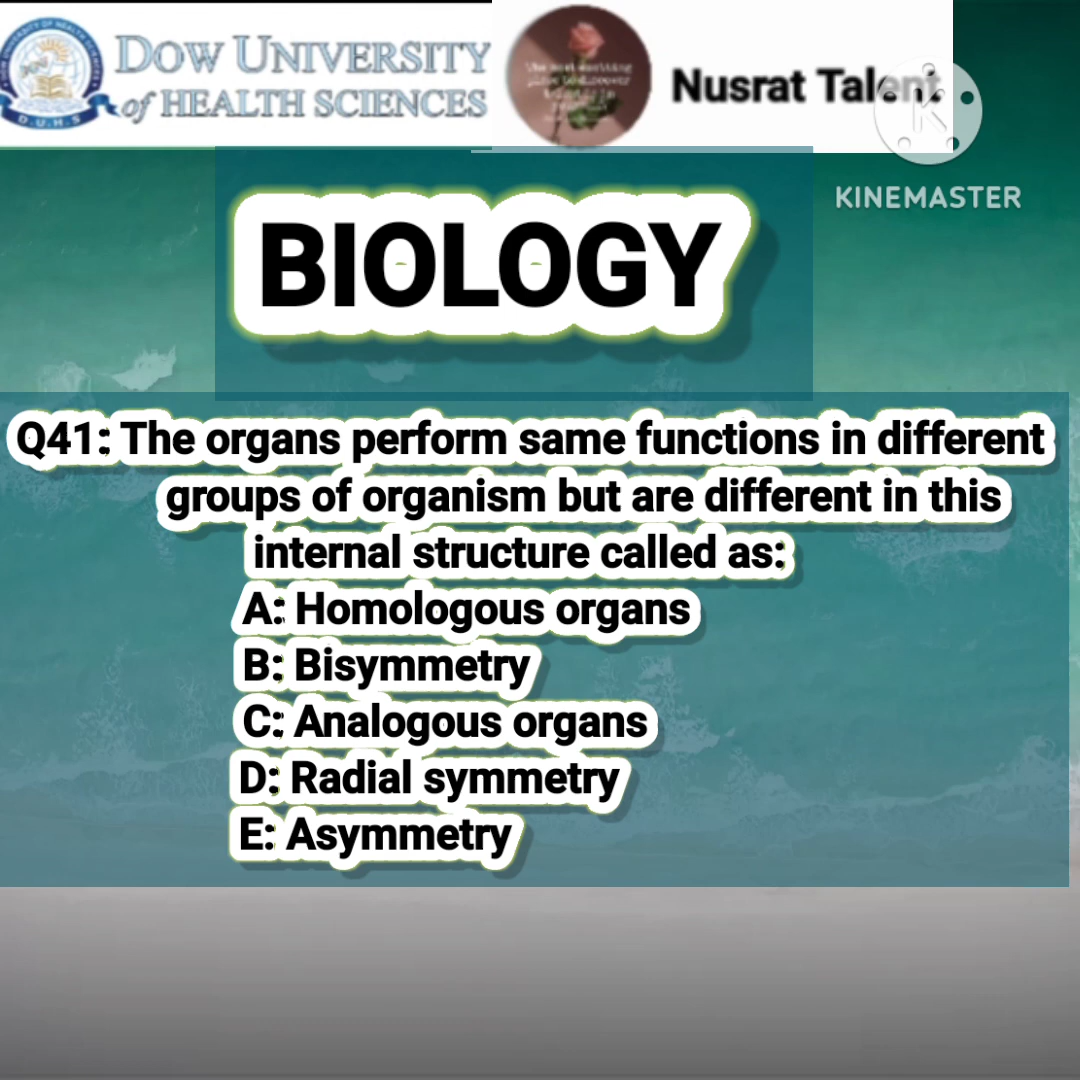 DOW UNIVERSITY
of HEALTH SCIENCES
D.U.H.S
Nusrat Talent
K
KINEMASTER
BIOLOGY
Q41: The organs perform same functions in different
groups of organism but are different in this
internal structure called as:
A: Homologous organs
B: Bisymmetry
C: Analogous organs
D: Radial symmetry
E: Asymmetry